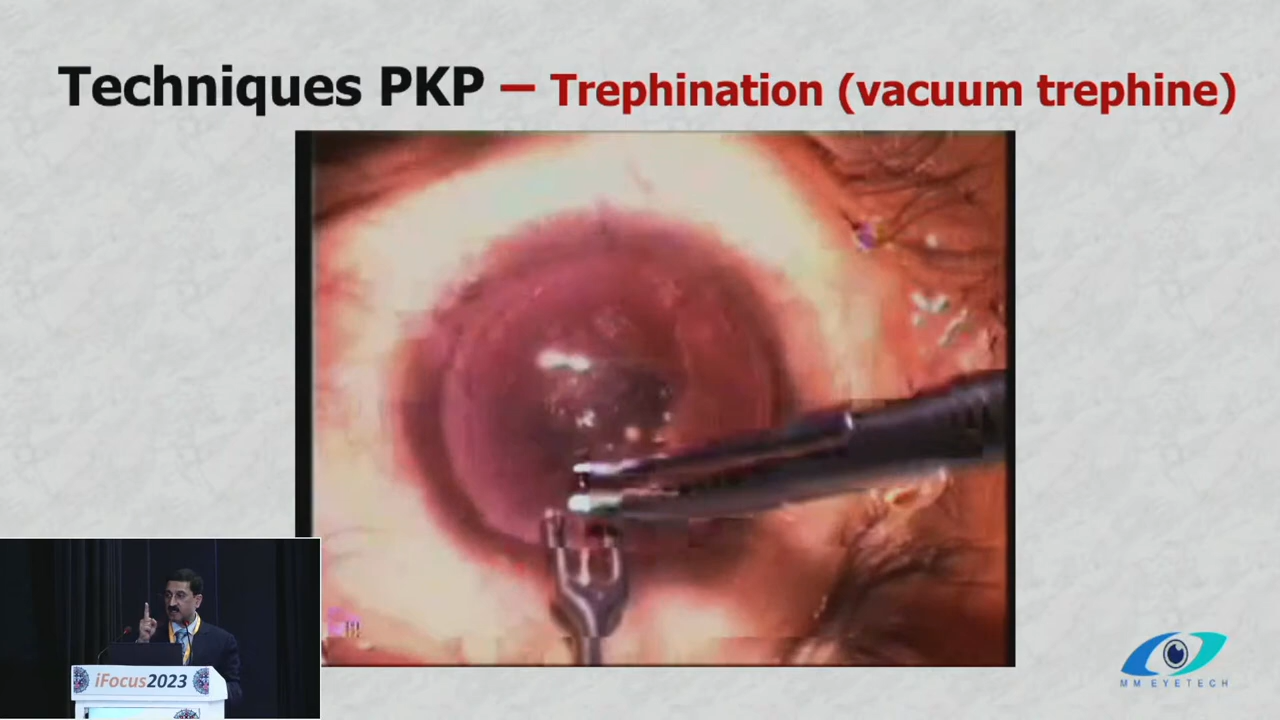 Techniques PKP – Trephination (vacuum trephine)
iFocus2023
MM EYETECH